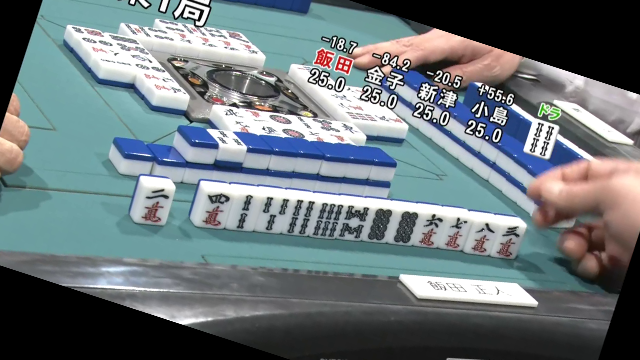 東1局
-18.7
飯田
25.0
-84.2
金子
25.0
-20.5
新津
25.0
+55.6
小島
25.0
ドラ
二萬
四萬
六萬
七萬
八萬
三萬
飯田 正人